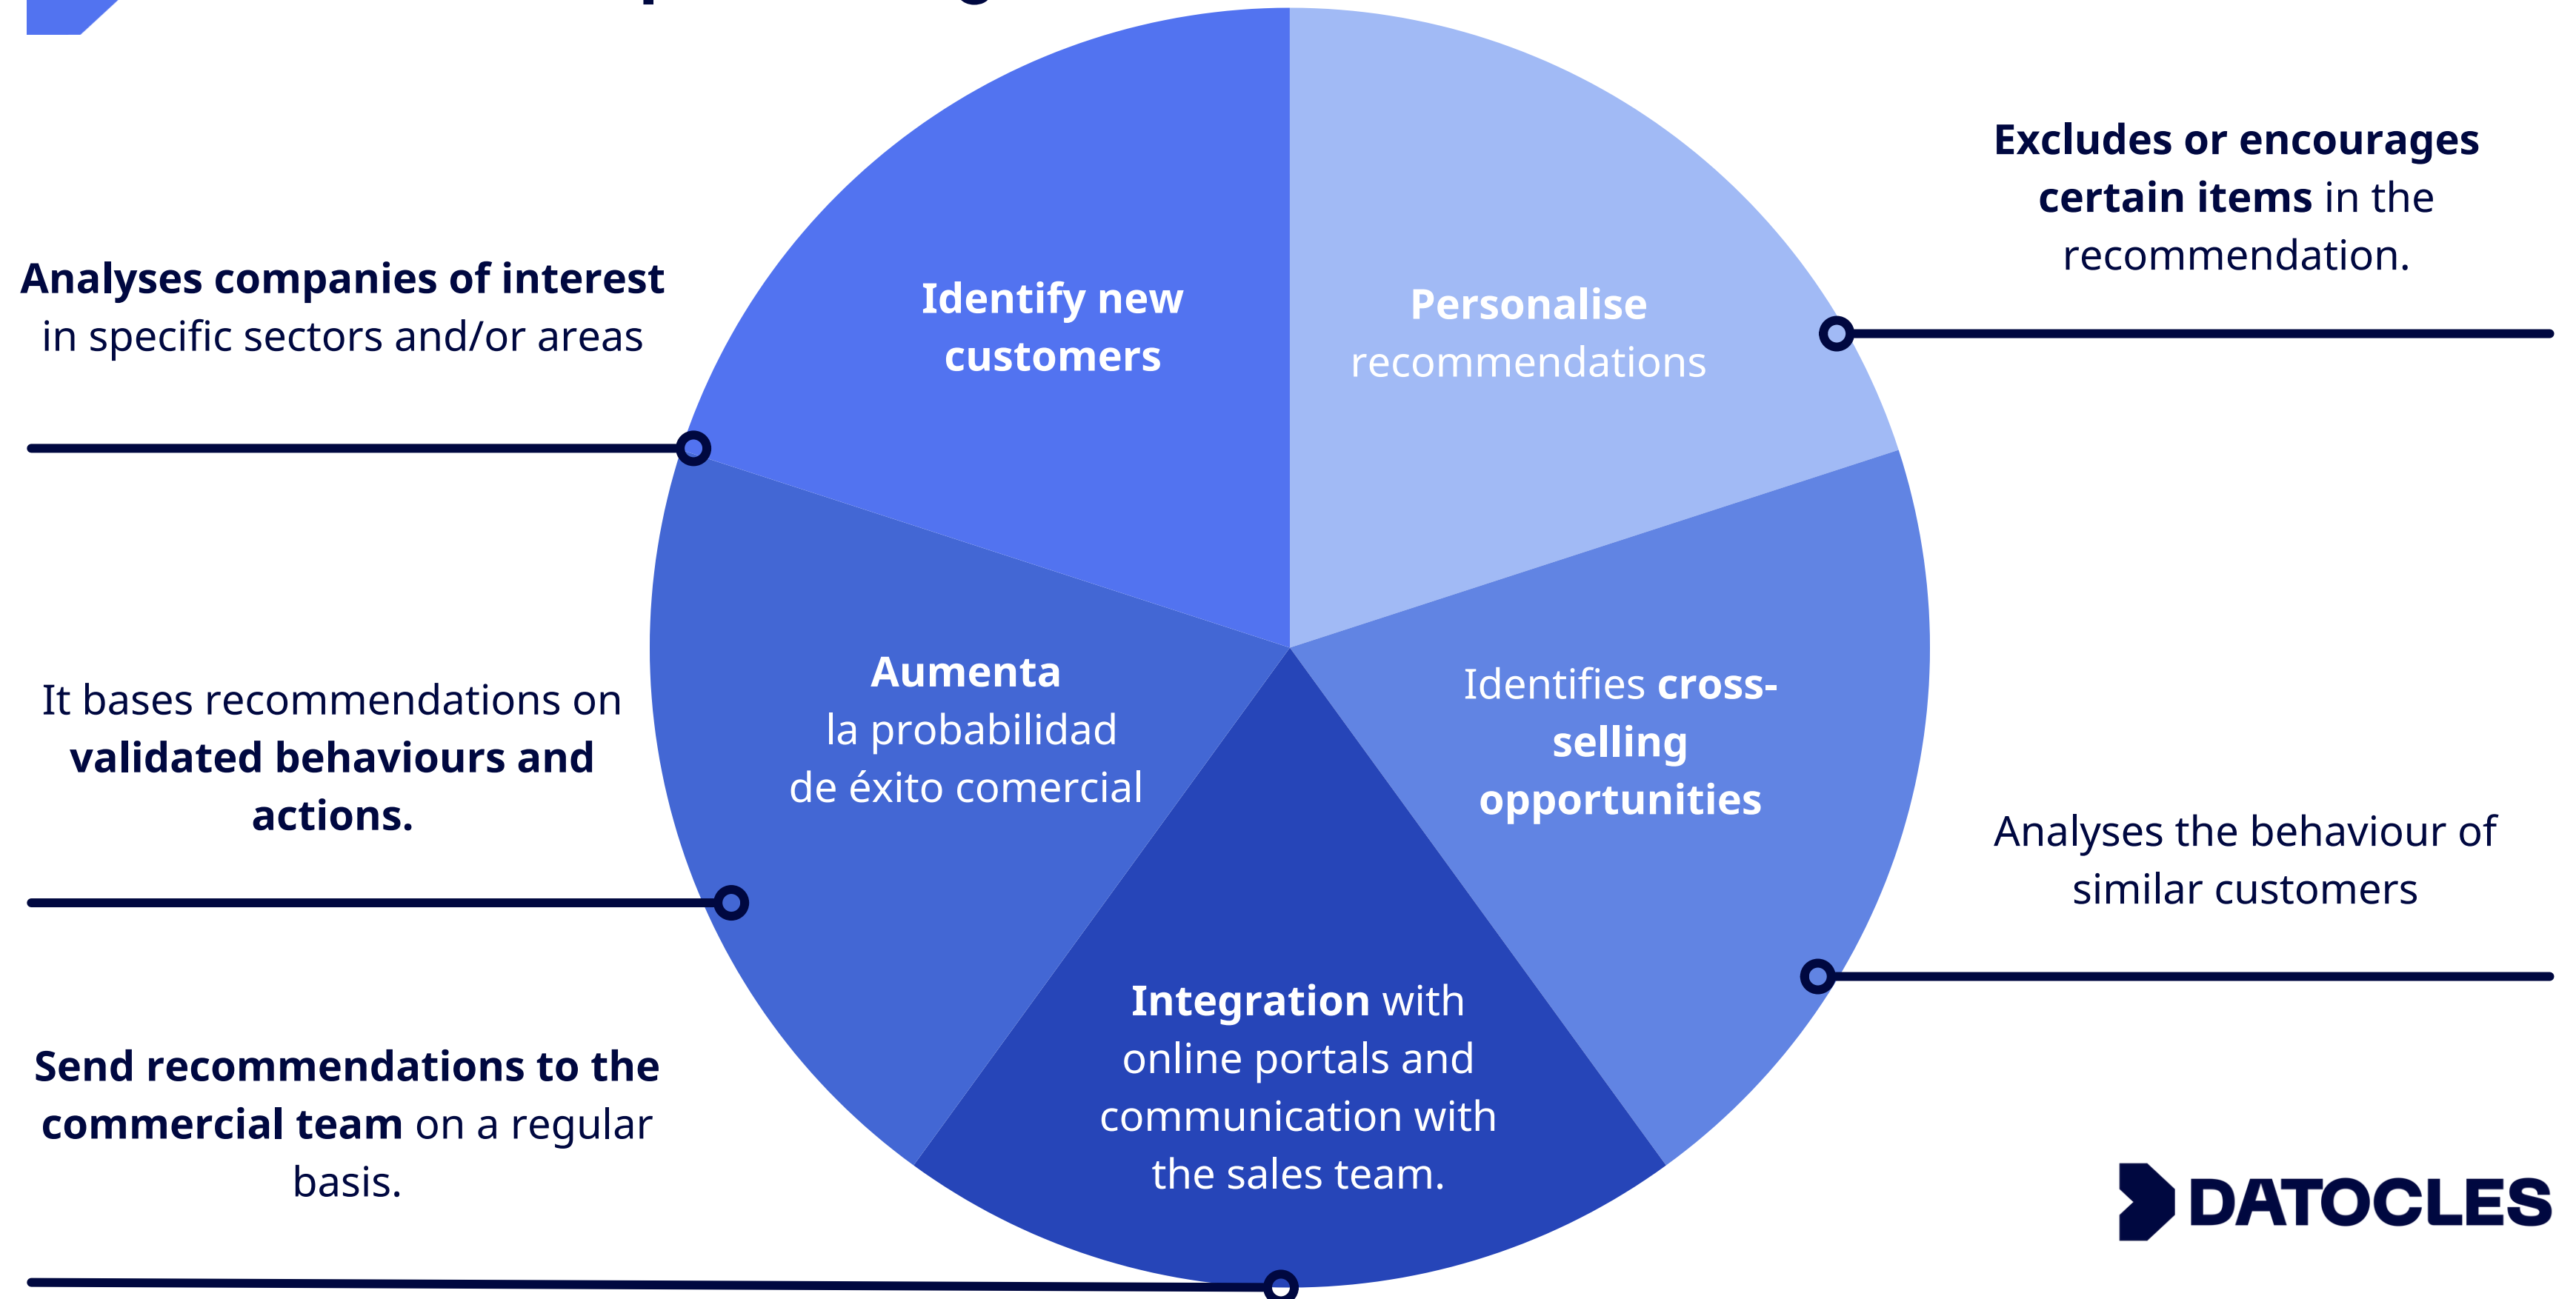 Excludes or encourages
certain items in the
recommendation.
Analyses companies of interest
in specific sectors and/or areas
Identify new
customers
Personalise
recommendations
It bases recommendations on
validated behaviours and
actions.
Aumenta
la probabilidad
de éxito comercial
Identifies cross-
selling
opportunities
Analyses the behaviour of
similar customers
Integration with
online portals and
communication with
the sales team.
Send recommendations to the
commercial team on a regular
basis.
DATOCLES